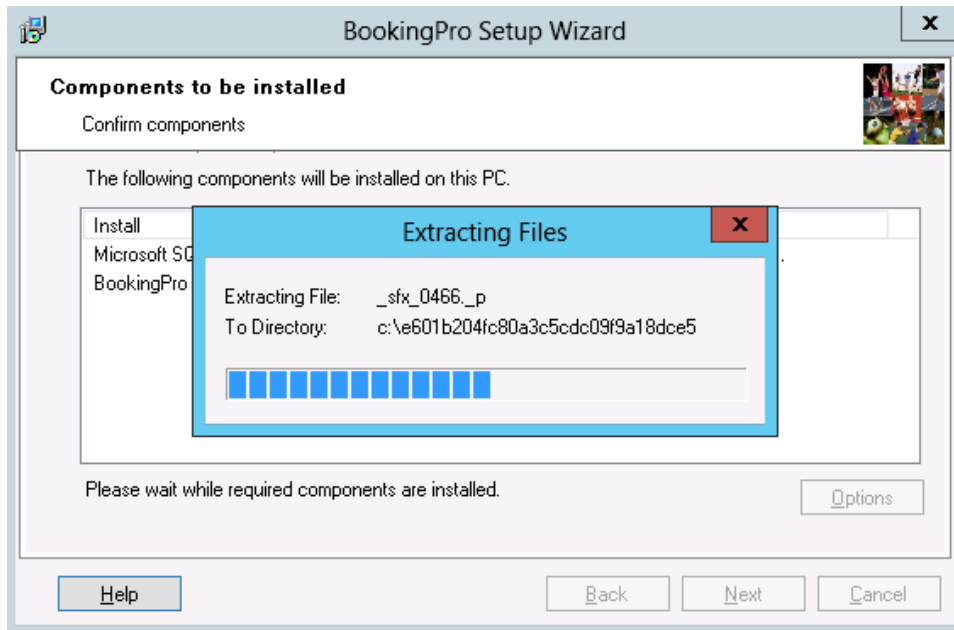 BookingPro Setup Wizard
x
Components to be installed
Confirm components
The following components will be installed on this PC.
Install
Microsoft SQ
BookingPro
Extracting Files
x
Extracting File: _sfx_0466._p
To Directory: c:\e601b204fc80a3c5cdc09f9a18dce5
Please wait while required components are installed.
Options
Help
Back
Next
Cancel